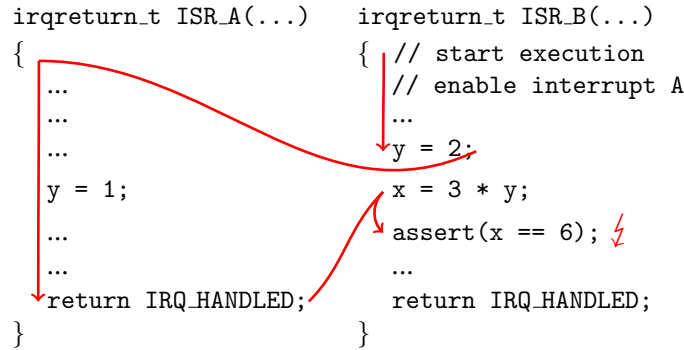 irqreturn_t ISR_A(...)
{
...
...
...
y = 1;
...
...
return IRQ_HANDLED;
}
irqreturn_t ISR_B(...)
{ // start execution
// enable interrupt A
...
y = 2;
x = 3 * y;
assert(x == 6);
...
return IRQ_HANDLED;
}